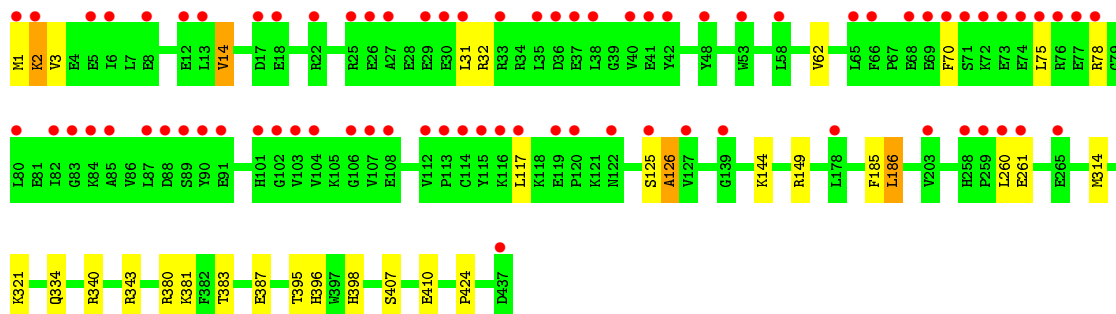 M1 K2 V3 E4 E5 I6 L7 E8 E12 L13 V14 D17 E18 R22 R25 E26 A27 E28 E29 E30 L31 R32 R33 R34 L35 D36 E37 L38 G39 V40 E41 Y42 Y48 W53 L58 V62 L65 F66 P67 E68 E69 F70 S71 K72 E73 E74 L75 R76 E77 R78 G79
L80 E81 I82 G83 K84 A85 V86 L87 D88 S89 Y90 E91 H101 G102 V103 V104 K105 G106 V107 E108 V112 P113 C114 Y115 K116 L117 K118 E119 P120 K121 N122 S125 A126 V127 G139 K144 R149 L178 F185 L186 V203 H258 P259 L260 E261 E265 M314
K321 Q334 R340 R343 R380 K381 F382 T383 E387 T395 H396 W397 H398 S407 E410 P424 D437